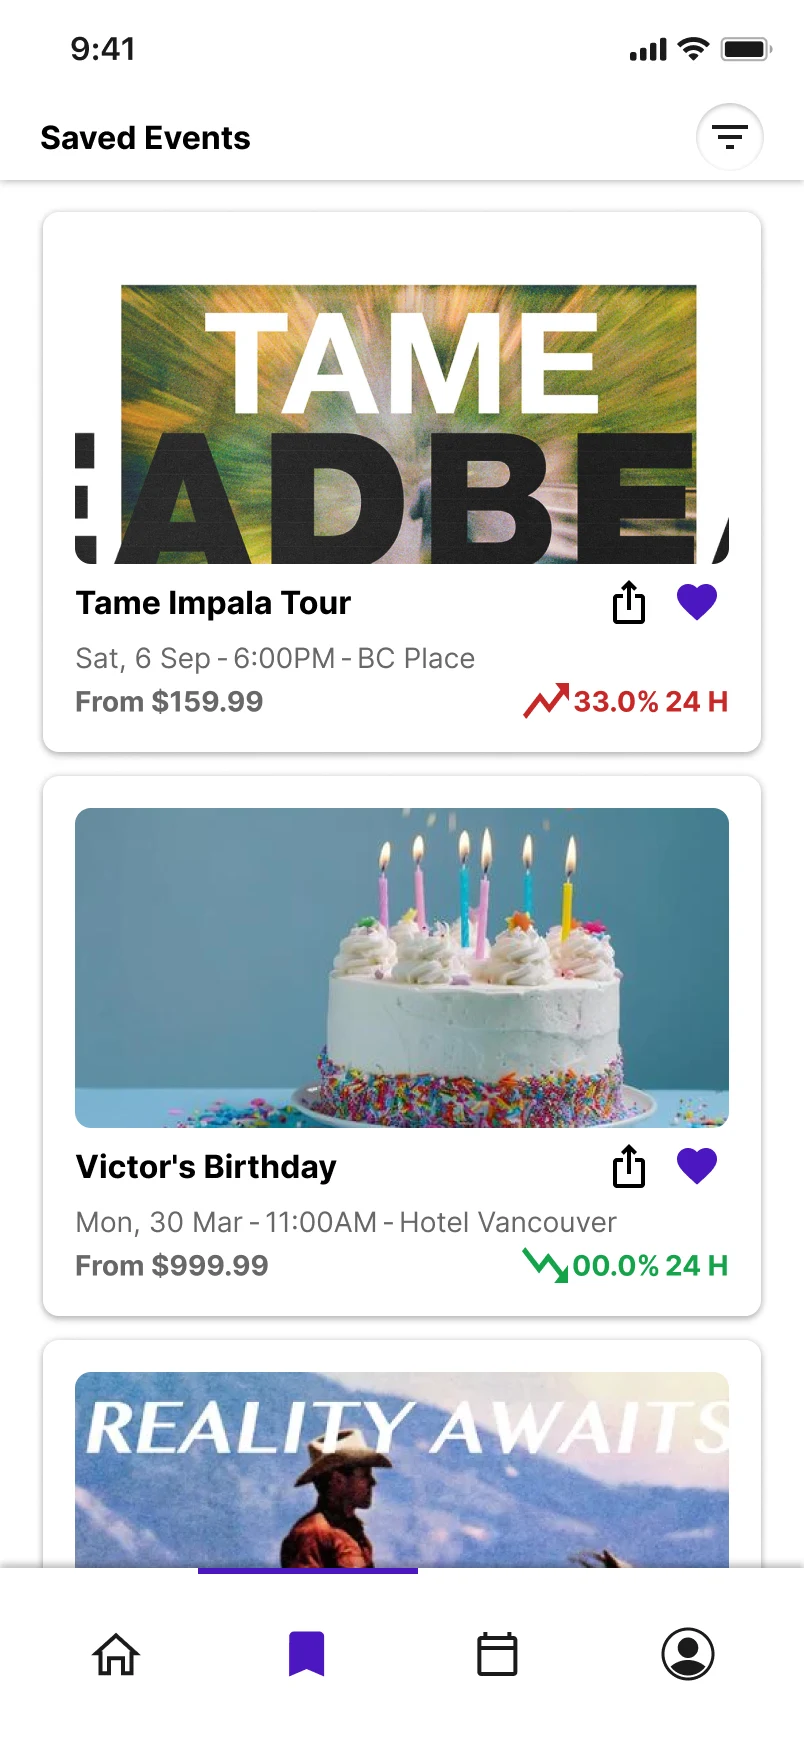 9:41
Saved Events
TAME
EADBEA
Tame Impala Tour
Sat, 6 Sep - 6:00PM - BC Place
From $159.99 33.0% 24 H
Victor's Birthday
Mon, 30 Mar - 11:00AM - Hotel Vancouver
From $999.99 00.0% 24 H
REALITY AWAITS